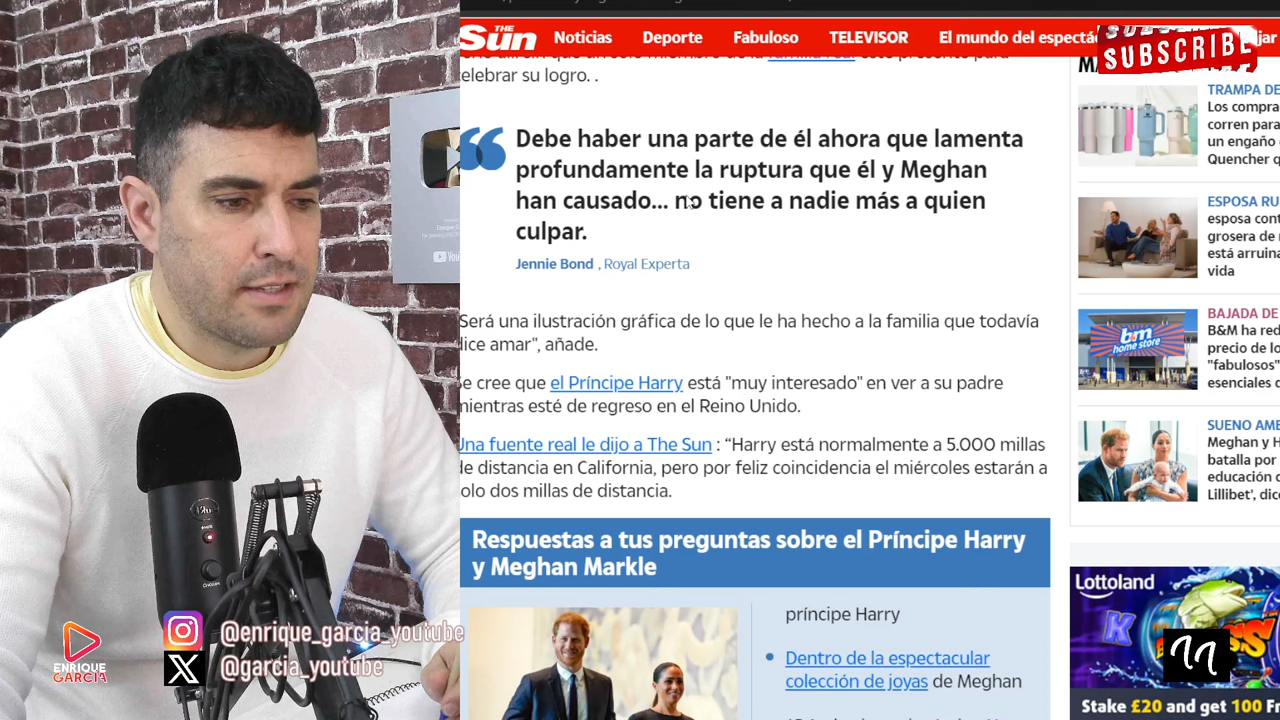 THE
Sun
Noticias
Deporte
Fabuloso
TELEVISOR
El mundo del espectác
jar
SUBSCRIBE
celebrar su logro. .
Debe haber una parte de él ahora que lamenta
profundamente la ruptura que él y Meghan
han causado... no tiene a nadie más a quien
culpar.
Jennie Bond , Royal Experta
"Será una ilustración gráfica de lo que le ha hecho a la familia que todavía
dice amar", añade.
Se cree que el Príncipe Harry está "muy interesado" en ver a su padre
mientras esté de regreso en el Reino Unido.
Una fuente real le dijo a The Sun : “Harry está normalmente a 5.000 millas
de distancia en California, pero por feliz coincidencia el miércoles estarán a
solo dos millas de distancia.
Respuestas a tus preguntas sobre el Príncipe Harry
y Meghan Markle
príncipe Harry
Dentro de la espectacular
colección de joyas de Meghan
TRAMPA DE
Los compra
corren para
un engaño
Quencher q
ESPOSA RU
esposa cont
grosera de
está arruina
vida
BAJADA DE
B&M ha red
precio de lo
"fabulosos"
esenciales d
bm
home store
SUENO AME
Meghan y H
batalla por
educación d
Lillibet', dic
Lottoland
Stake £20 and get 100 Fr
@enrique_garcia_youtube
@garcia_youtube
ENRIQUE
GARCIA